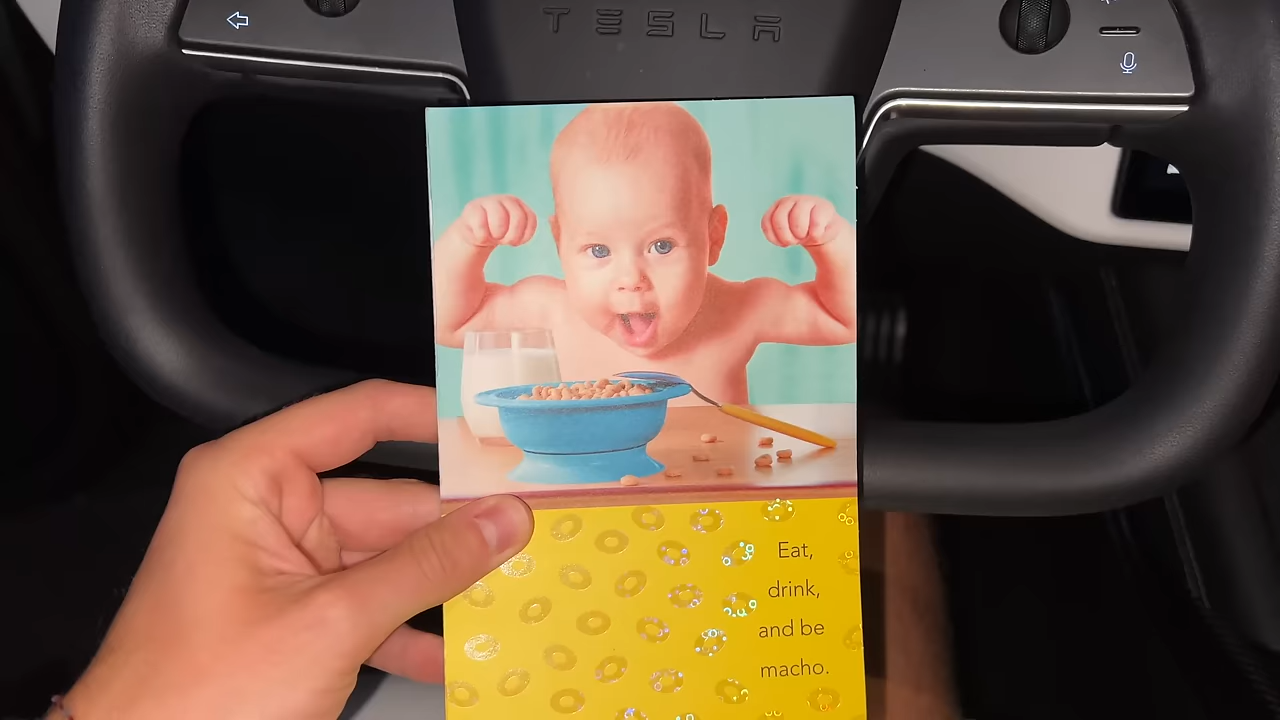 TESLA
Eat,
drink,
and be
macho.